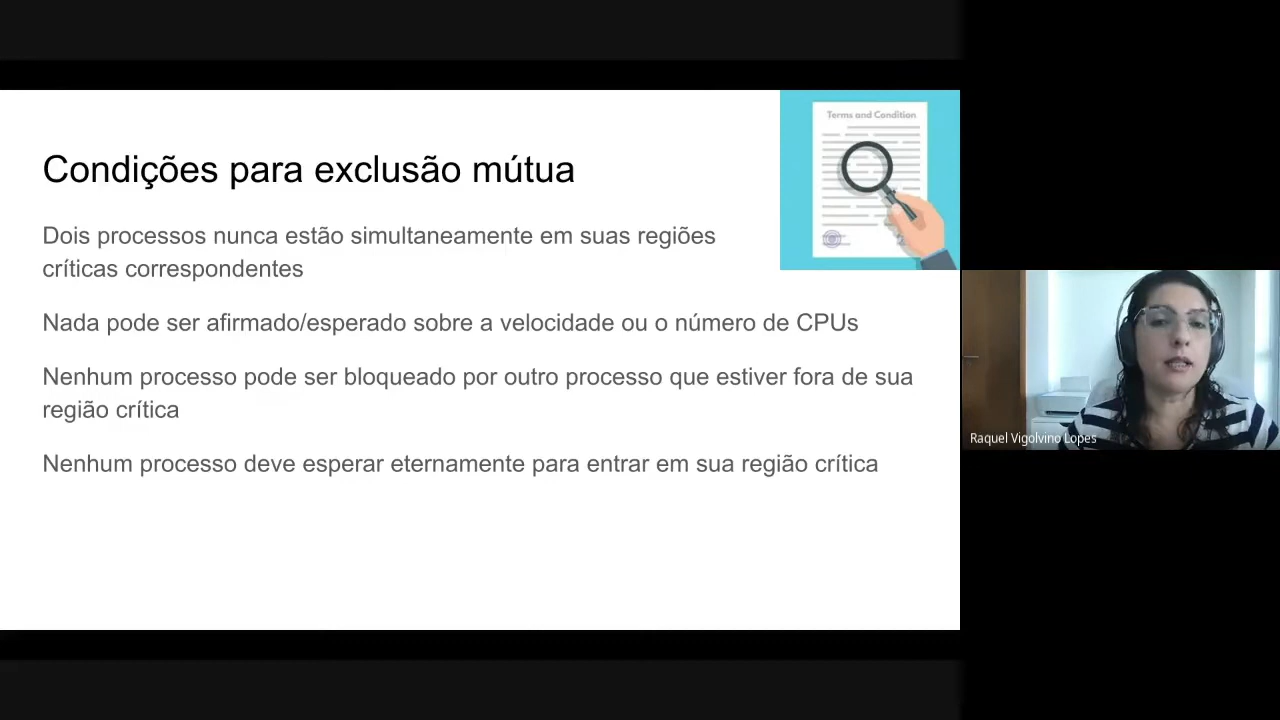 Terms and Condition
Condições para exclusão mútua
Dois processos nunca estão simultaneamente em suas regiões
críticas correspondentes
Nada pode ser afirmado/esperado sobre a velocidade ou o número de CPUs
Nenhum processo pode ser bloqueado por outro processo que estiver fora de sua
região crítica
Nenhum processo deve esperar eternamente para entrar em sua região crítica
Raquel Vigolvino Lopes